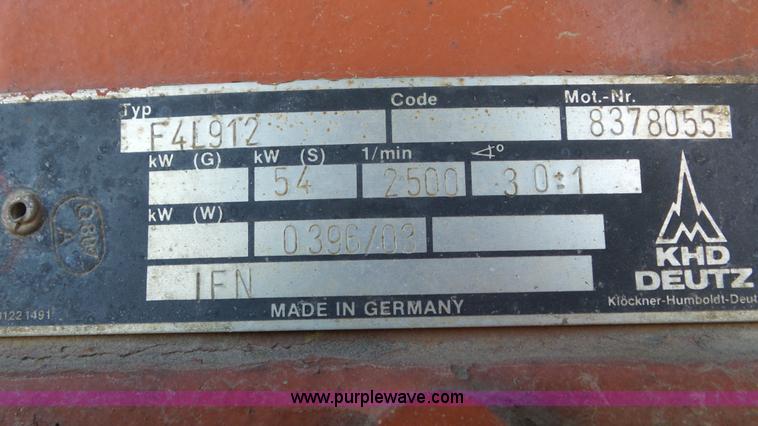 Typ Code Mot.-Nr.
F4L912 8378055
kW (G) kW (S) 1/min ∢°
54 2500 30:1
kW (W)
0396/03
KHD
DEUTZ
Klöckner-Humboldt-Deut
IFN
01221491
MADE IN GERMANY
www.purplewave.com